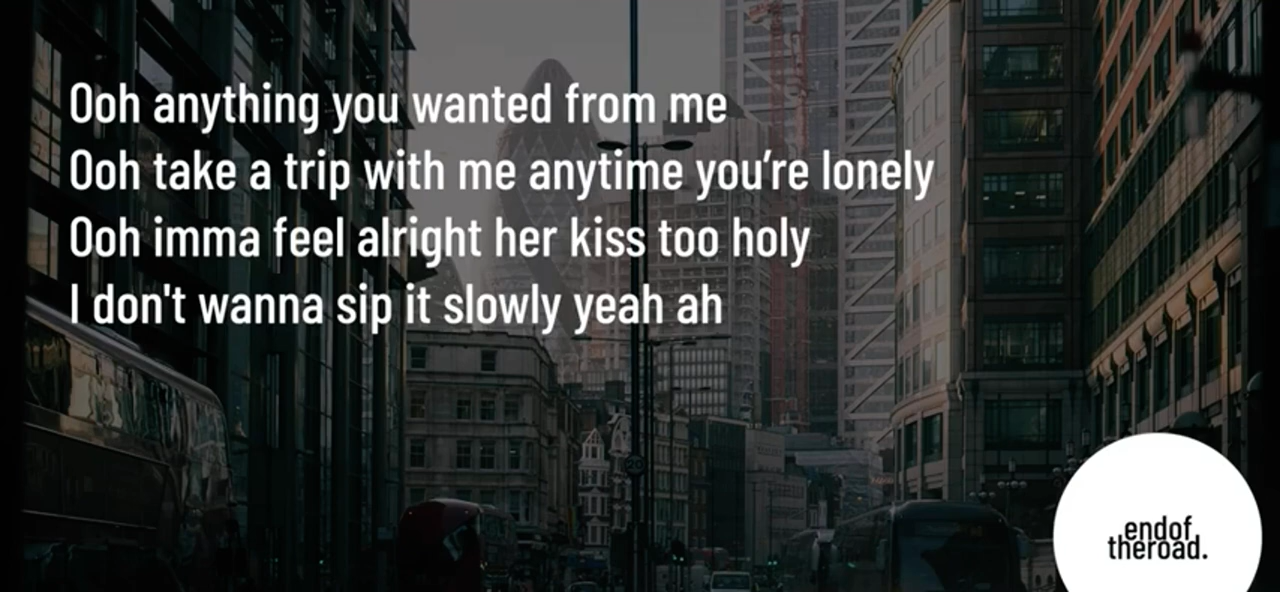 Ooh anything you wanted from me
Ooh take a trip with me anytime you’re lonely
Ooh imma feel alright her kiss too holy
I don't wanna sip it slowly yeah ah
20
endof
theroad.